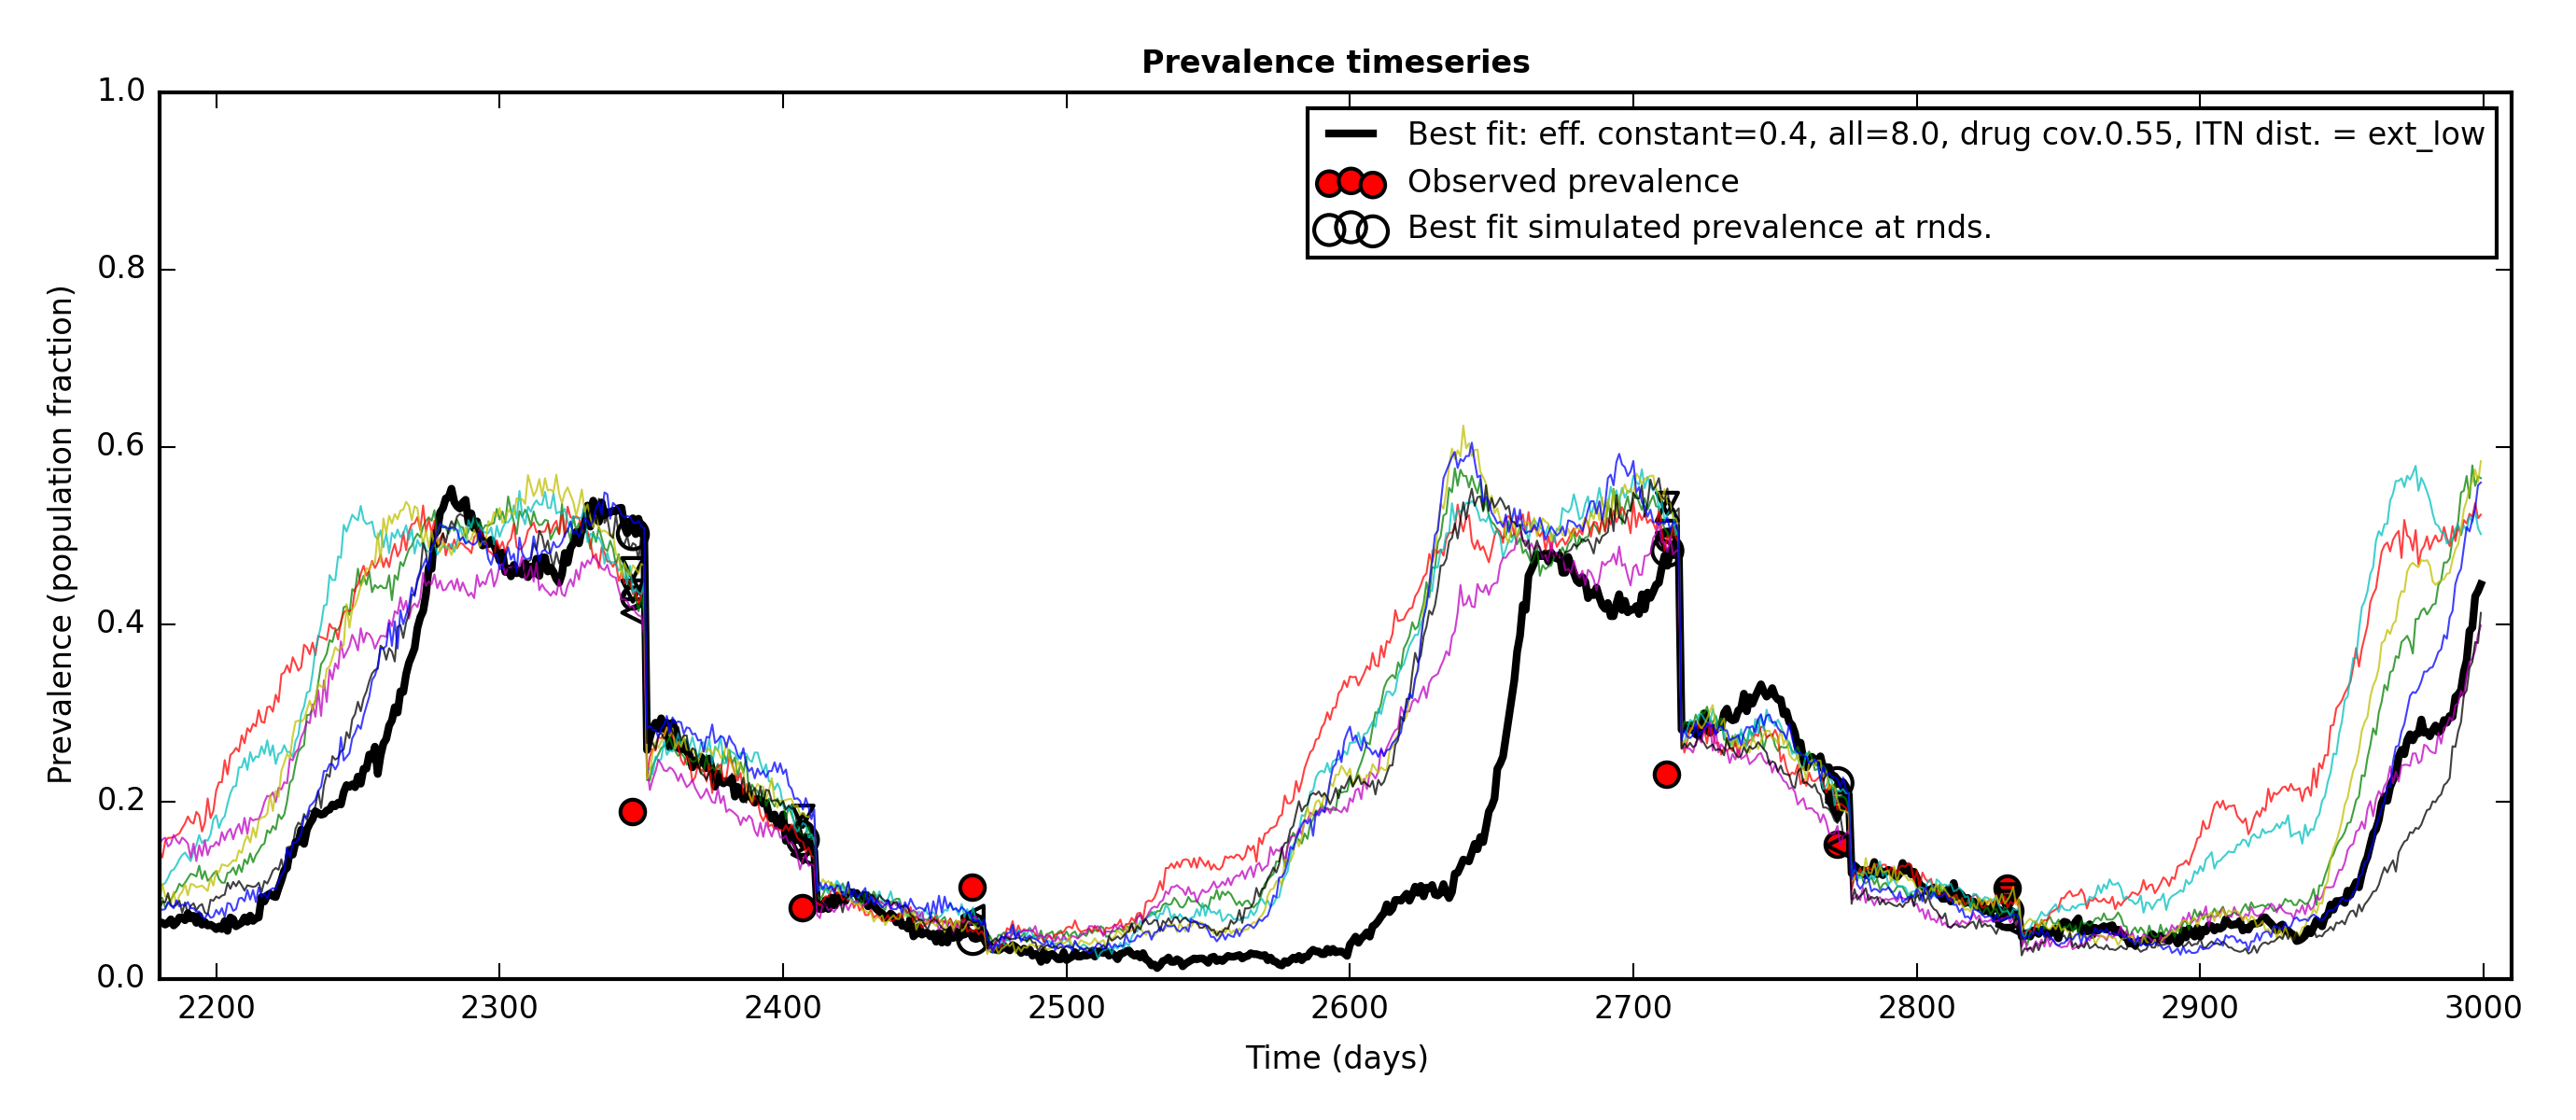 Prevalence timeseries
Best fit: eff. constant=0.4, all=8.0, drug cov.0.55, ITN dist. = ext_low
Observed prevalence
Best fit simulated prevalence at rnds.
Prevalence (population fraction)
1.0
0.8
0.6
0.4
0.2
0.0
2200 2300 2400 2500 2600 2700 2800 2900 3000
Time (days)